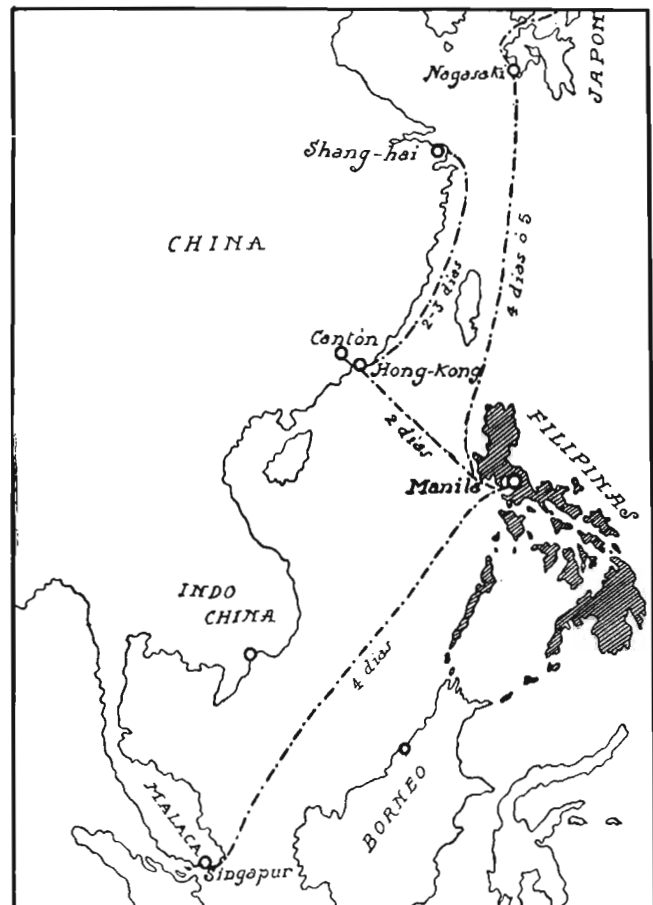 JAPON
Nagasaki
Shang-hai
CHINA
4 dias ó 5
2-3 dias
Cantón
Hong-Kong
2 dias
FILIPINAS
Manila
INDO
CHINA
4 dias
MALACA
BORNEO
Singapur